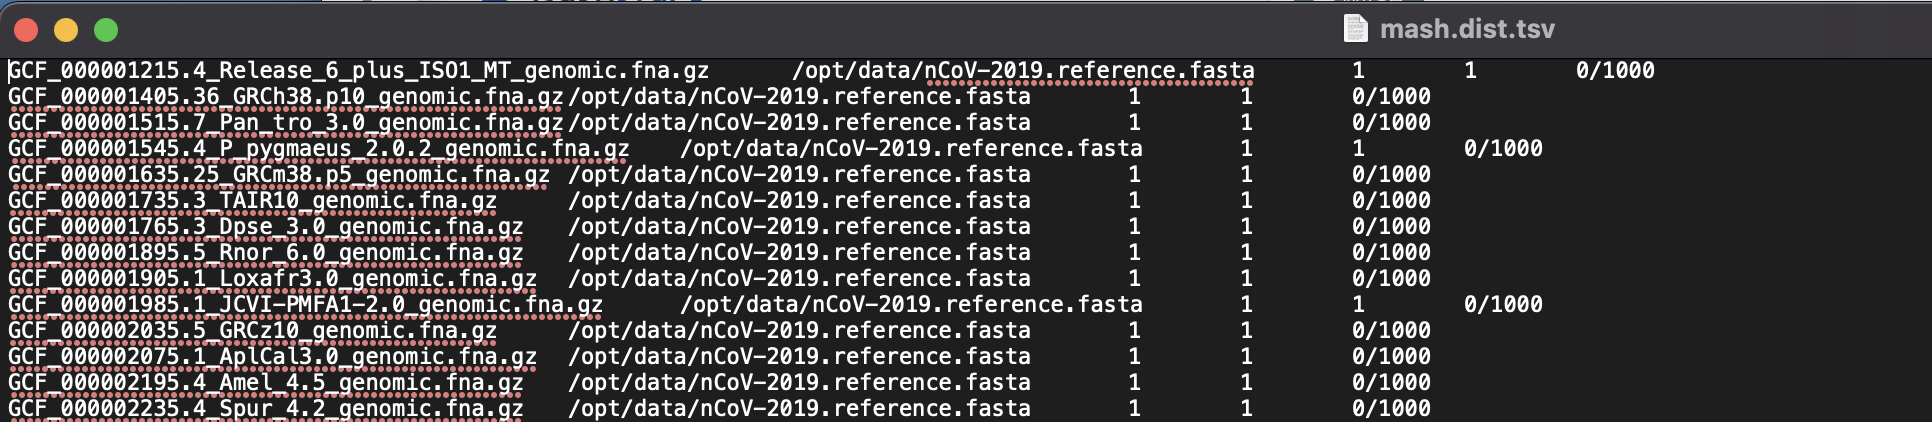 mash.dist.tsv
GCF_000001215.4_Release_6_plus_ISO1_MT_genomic.fna.gz /opt/data/nCoV-2019.reference.fasta 1 1 0/1000
GCF_000001405.36_GRCh38.p10_genomic.fna.gz /opt/data/nCoV-2019.reference.fasta 1 1 0/1000
GCF_000001515.7_Pan_tro_3.0_genomic.fna.gz /opt/data/nCoV-2019.reference.fasta 1 1 0/1000
GCF_000001545.4_P_pygmaeus_2.0.2_genomic.fna.gz /opt/data/nCoV-2019.reference.fasta 1 1 0/1000
GCF_000001635.25_GRCm38.p5_genomic.fna.gz /opt/data/nCoV-2019.reference.fasta 1 1 0/1000
GCF_000001735.3_TAIR10_genomic.fna.gz /opt/data/nCoV-2019.reference.fasta 1 1 0/1000
GCF_000001765.3_Dpse_3.0_genomic.fna.gz /opt/data/nCoV-2019.reference.fasta 1 1 0/1000
GCF_000001895.5_Rnor_6.0_genomic.fna.gz /opt/data/nCoV-2019.reference.fasta 1 1 0/1000
GCF_000001905.1_Loxafr3.0_genomic.fna.gz /opt/data/nCoV-2019.reference.fasta 1 1 0/1000
GCF_000001985.1_JCVI-PMFA1-2.0_genomic.fna.gz /opt/data/nCoV-2019.reference.fasta 1 1 0/1000
GCF_000002035.5_GRCz10_genomic.fna.gz /opt/data/nCoV-2019.reference.fasta 1 1 0/1000
GCF_000002075.1_AplCal3.0_genomic.fna.gz /opt/data/nCoV-2019.reference.fasta 1 1 0/1000
GCF_000002195.4_Amel_4.5_genomic.fna.gz /opt/data/nCoV-2019.reference.fasta 1 1 0/1000
GCF_000002235.4_Spur_4.2_genomic.fna.gz /opt/data/nCoV-2019.reference.fasta 1 1 0/1000